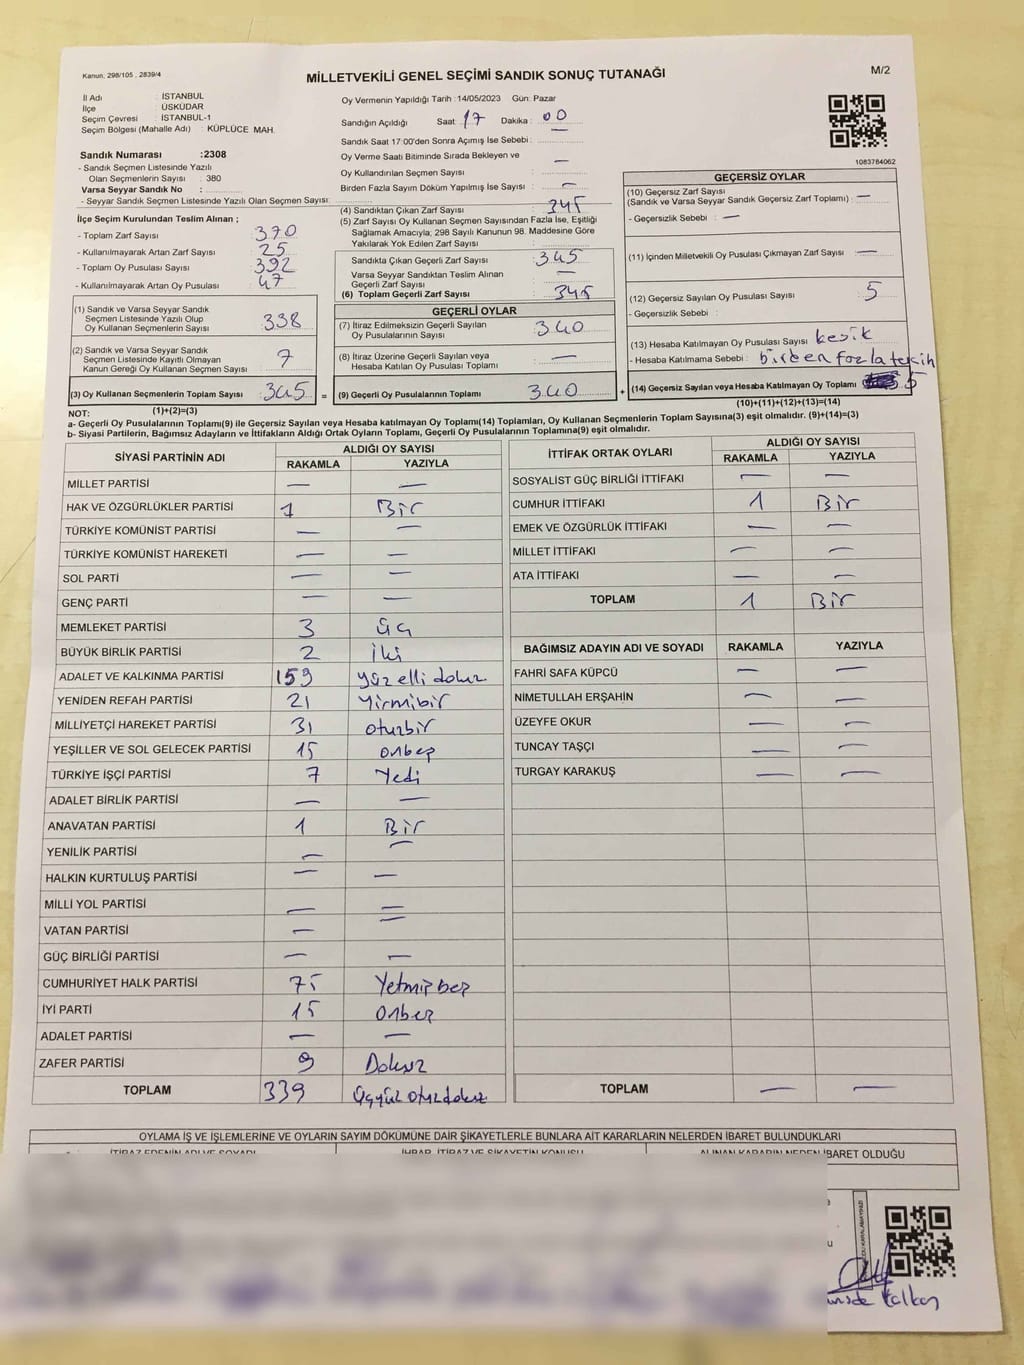 Kanun: 298/105 , 2839/4
MİLLETVEKİLİ GENEL SEÇİMİ SANDIK SONUÇ TUTANAĞI
M/2
İl Adı : İSTANBUL
İlçe : ÜSKÜDAR
Seçim Çevresi : İSTANBUL-1
Seçim Bölgesi (Mahalle Adı) : KÜPLÜCE MAH.
Sandık Numarası :2308
- Sandık Seçmen Listesinde Yazılı
Olan Seçmenlerin Sayısı : 380
Varsa Seyyar Sandık No :
- Seyyar Sandık Seçmen Listesinde Yazılı Olan Seçmen Sayısı:
İlçe Seçim Kurulundan Teslim Alınan ;
- Toplam Zarf Sayısı : 370
- Kullanılmayarak Artan Oy Zarfı Sayısı : 25
- Toplam Oy Pusulası Sayısı : 392
- Kullanılmayarak Artan Oy Pusulası : 47
(1) Sandık ve Varsa Seyyar Sandık
Seçmen Listesinde Yazılı Olup
Oy Kullanan Seçmenlerin Sayısı : 338
(2) Sandık ve Varsa Seyyar Sandık
Seçmen Listesinde Kayıtlı Olmayan
Kanun Gereği Oy Kullanan Seçmen Sayısı : 7
(3) Oy Kullanan Seçmenlerin Toplam Sayısı : 345
(1)+(2)=(3)
Oy Vermenin Yapıldığı Tarih :14/05/2023 Gün: Pazar
Sandığın Açıldığı Saat: 17 Dakika: 00
Sandık Saati 17:00'den Sonra Açımış İse Sebebi : —
Oy Verme Saati Bitiminde Sırada Bekleyen ve
Oy Kullandırılan Seçmen Sayısı : —
Birden Fazla Sayım Döküm Yapılmış İse Sayısı : —
(4) Sandıktan Çıkan Zarf Sayısı : 345
(5) Zarf Sayısı Oy Kullanan Seçmen Sayısından Fazla İse, Eşitliği
Sağlamak Amacıyla; 298 Sayılı Kanunun 98. Maddesine Göre
Yakılarak Yok Edilen Zarf Sayısı :
Sandıkta Çıkan Geçerli Zarf Sayısı : 345
Varsa Seyyar Sandıktan Teslim Alınan
Geçerli Zarf Sayısı : —
(6) Toplam Geçerli Zarf Sayısı : 345
GEÇERLİ OYLAR
(7) İtiraz Edilmeksizin Geçerli Sayılan
Oy Pusulasının Sayısı : 340
(8) İtiraz Üzerine Geçerli Sayılan veya
Hesaba Katılan Oy Pusulası Toplamı : —
= (9) Geçerli Oy Pusulalarının Toplamı : 340 +
1083784062
GEÇERSİZ OYLAR
(10) Geçersiz Zarf Sayısı
(Sandık ve Varsa Seyyar Sandık Geçersiz Zarf Toplamı) : —
- Geçersizlik Sebebi : —
(11) İçinden Milletvekili Oy Pusulası Çıkmayan Zarf Sayısı : —
(12) Geçersiz Sayılan Oy Pusulası Sayısı : 5
- Geçersizlik Sebebi :
(13) Hesaba Katılmayan Oy Pusulası Sayısı : kesik
- Hesaba Katılmama Sebebi : birden fazla tercih
(14) Geçersiz Sayılan veya Hesaba Katılmayan Oy Toplamı : 5
(10)+(11)+(12)+(13)=(14)
NOT:
a- Geçerli Oy Pusulalarının Toplamı(9) ile Geçersiz Sayılan veya Hesaba katılmayan Oy Toplamı(14) Toplamları, Oy Kullanan Seçmenlerin Toplam Sayısına(3) eşit olmalıdır. (9)+(14)=(3)
b- Siyasi Partilerin, Bağımsız Adayların ve İttifakların Aldığı Ortak Oyların Toplamı, Geçerli Oy Pusulalarının Toplamına(9) eşit olmalıdır.
SİYASİ PARTİNİN ADI ALDIĞI OY SAYISI
RAKAMLA YAZIYLA
MİLLET PARTİSİ — —
HAK VE ÖZGÜRLÜKLER PARTİSİ 1 Bir
TÜRKİYE KOMÜNİST PARTİSİ — —
TÜRKİYE KOMÜNİST HAREKETİ — —
SOL PARTİ — —
GENÇ PARTİ — —
MEMLEKET PARTİSİ 3 üç
BÜYÜK BİRLİK PARTİSİ 2 iki
ADALET VE KALKINMA PARTİSİ 159 yüz elli dokuz
YENİDEN REFAH PARTİSİ 21 yirmibir
MİLLİYETÇİ HAREKET PARTİSİ 31 otuzbir
YEŞİLLER VE SOL GELECEK PARTİSİ 15 onbeş
TÜRKİYE İŞÇİ PARTİSİ 7 Yedi
ADALET BİRLİK PARTİSİ — —
ANAVATAN PARTİSİ 1 Bir
YENİLİK PARTİSİ — —
HALKIN KURTULUŞ PARTİSİ — —
MİLLİ YOL PARTİSİ — —
VATAN PARTİSİ — —
GÜÇ BİRLİĞİ PARTİSİ — —
CUMHURİYET HALK PARTİSİ 75 Yetmişbeş
İYİ PARTİ 15 onbeş
ADALET PARTİSİ — —
ZAFER PARTİSİ 9 Dokuz
TOPLAM 339 üçyüz otuzdokuz
İTTİFAK ORTAK OYLARI ALDIĞI OY SAYISI
RAKAMLA YAZIYLA
SOSYALİST GÜÇ BİRLİĞİ İTTİFAKI — —
CUMHUR İTTİFAKI 1 Bir
EMEK VE ÖZGÜRLÜK İTTİFAKI — —
MİLLET İTTİFAKI — —
ATA İTTİFAKI — —
TOPLAM 1 Bir
BAĞIMSIZ ADAYIN ADI VE SOYADI RAKAMLA YAZIYLA
FAHRİ SAFA KÜPCÜ — —
NİMETULLAH ERŞAHİN — —
ÜZEYFE OKUR — —
TUNCAY TAŞÇI — —
TURGAY KARAKUŞ — —
TOPLAM — —
OYLAMA İŞ VE İŞLEMLERİNE VE OYLARIN SAYIM DÖKÜMÜNE DAİR ŞİKAYETLERLE BUNLARA AİT KARARLARIN NELERDEN İBARET BULUNDUKLARI
İTİRAZ EDENİN ADI VE SOYADI İHBAR, İTİRAZ VE ŞİKAYETİN KONUSU ALINAN KARARIN NEDEN İBARET OLDUĞU